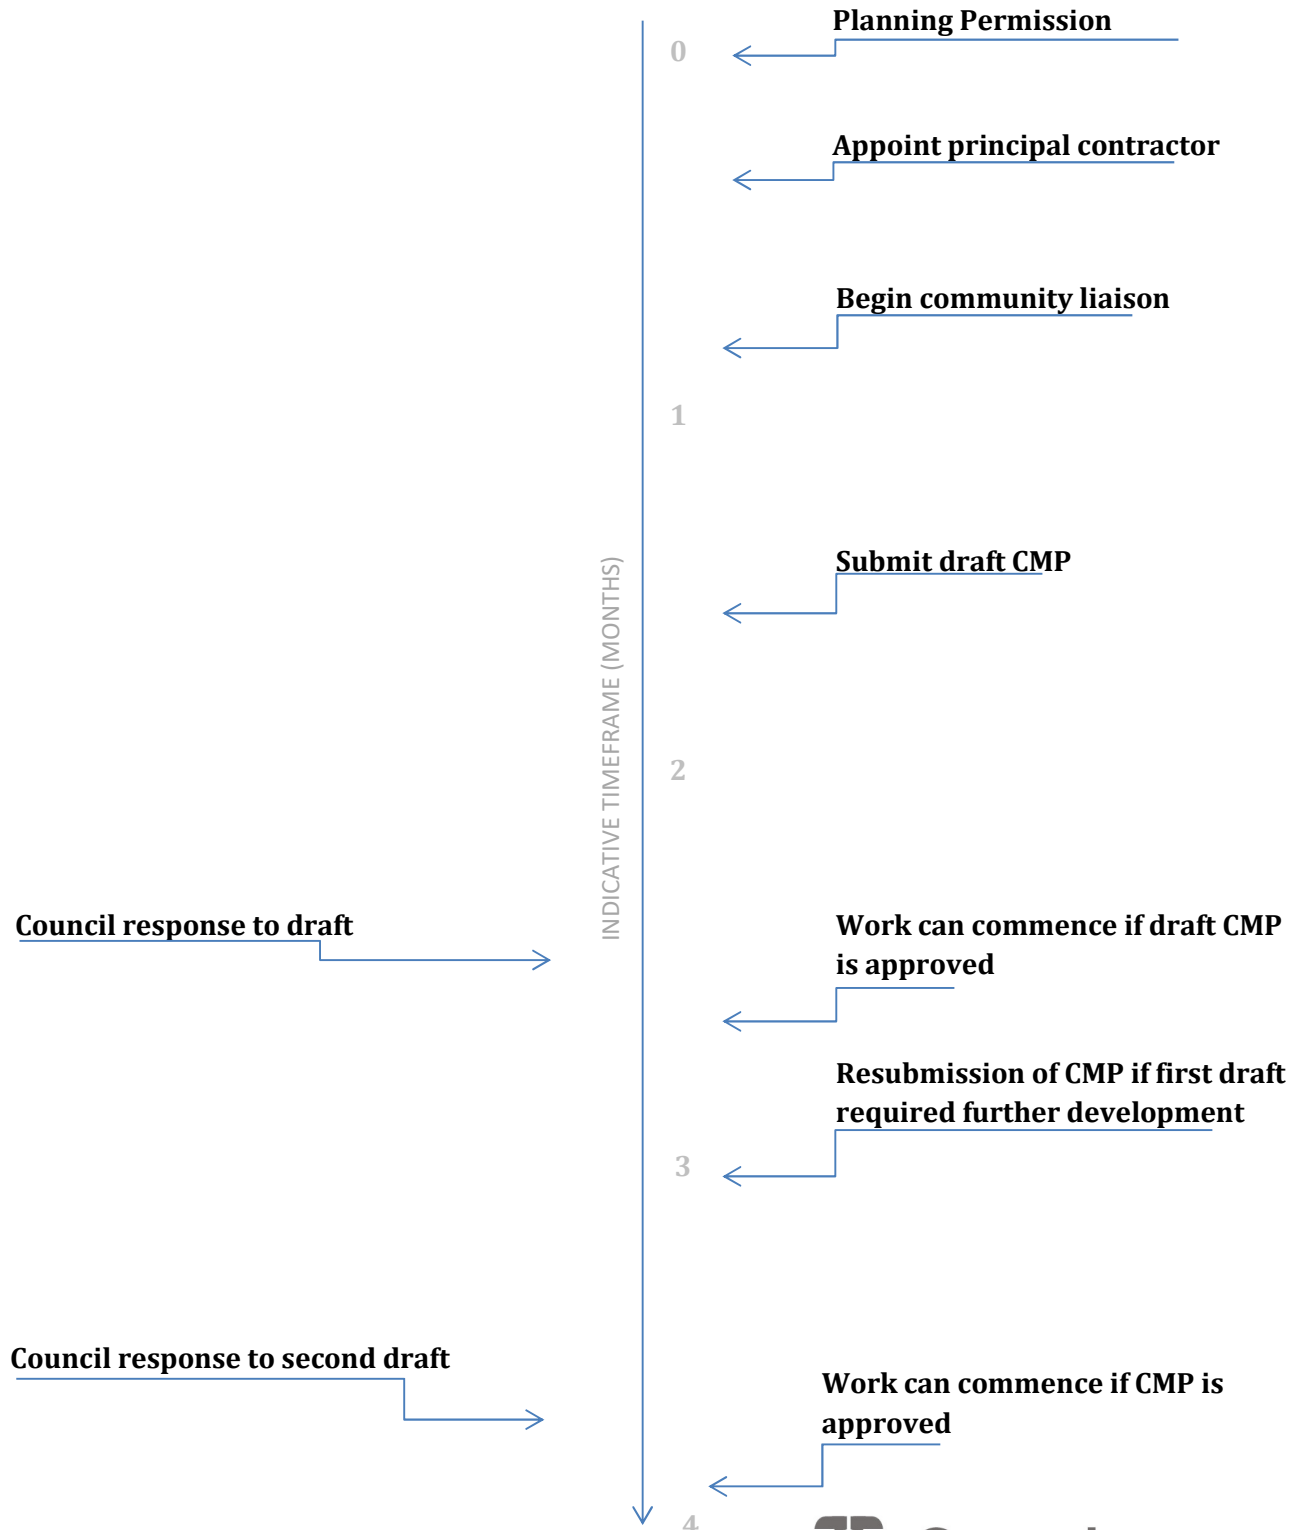 Planning Permission
0
Appoint principal contractor
Begin community liaison
1
Submit draft CMP
INDICATIVE TIMEFRAME (MONTHS)
2
Council response to draft
Work can commence if draft CMP
is approved
Resubmission of CMP if first draft
required further development
3
Council response to second draft
Work can commence if CMP is
approved
4